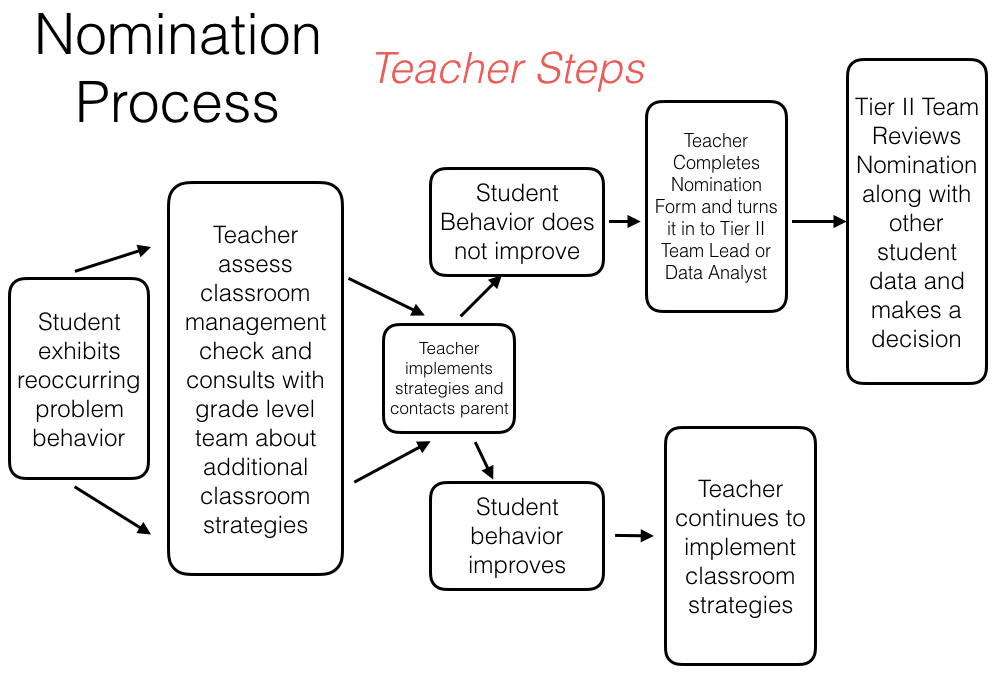 Nomination
Process
Teacher Steps
Student
exhibits
reoccurring
problem
behavior
Teacher
assess
classroom
management
check and
consults with
grade level
team about
additional
classroom
strategies
Teacher
implements
strategies and
contacts parent
Student
Behavior does
not improve
Teacher
Completes
Nomination
Form and turns
it in to Tier II
Team Lead or
Data Analyst
Tier II Team
Reviews
Nomination
along with
other
student
data and
makes a
decision
Student
behavior
improves
Teacher
continues to
implement
classroom
strategies